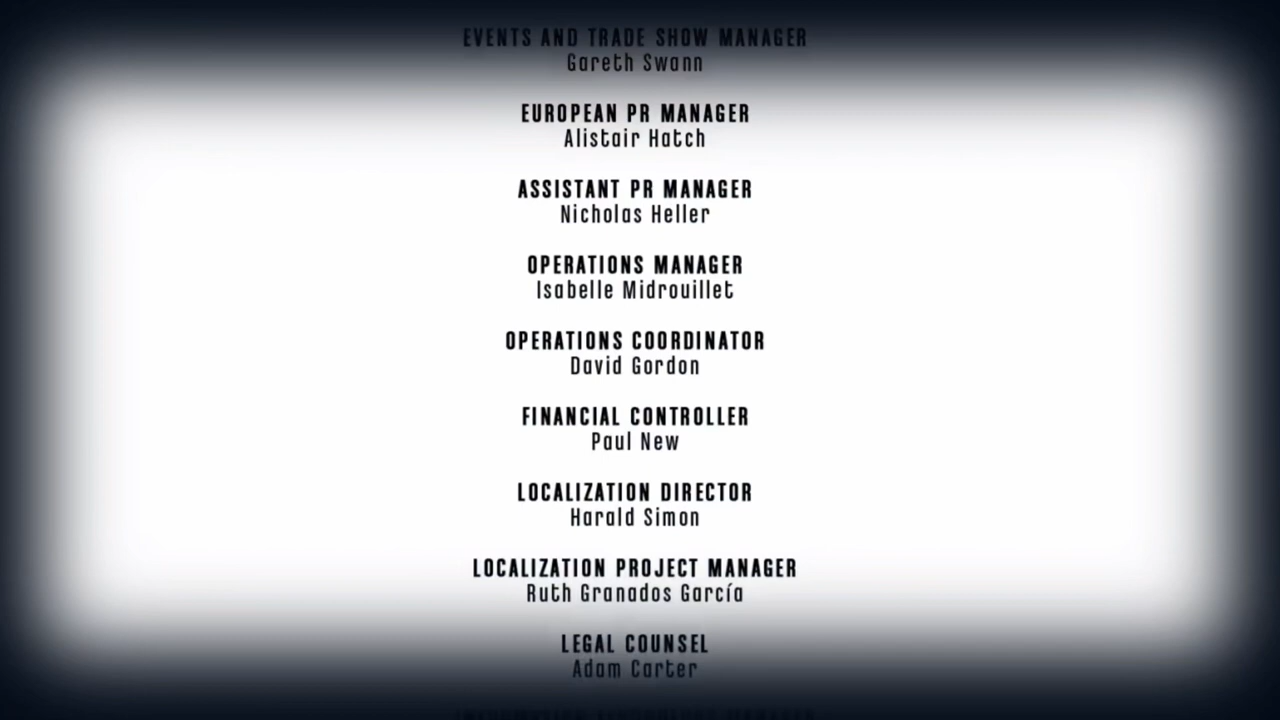 EVENTS AND TRADE SHOW MANAGER
Gareth Swann
EUROPEAN PR MANAGER
Alistair Hatch
ASSISTANT PR MANAGER
Nicholas Heller
OPERATIONS MANAGER
Isabelle Midrouillet
OPERATIONS COORDINATOR
David Gordon
FINANCIAL CONTROLLER
Paul New
LOCALIZATION DIRECTOR
Harald Simon
LOCALIZATION PROJECT MANAGER
Ruth Granados García
LEGAL COUNSEL
Adam Carter